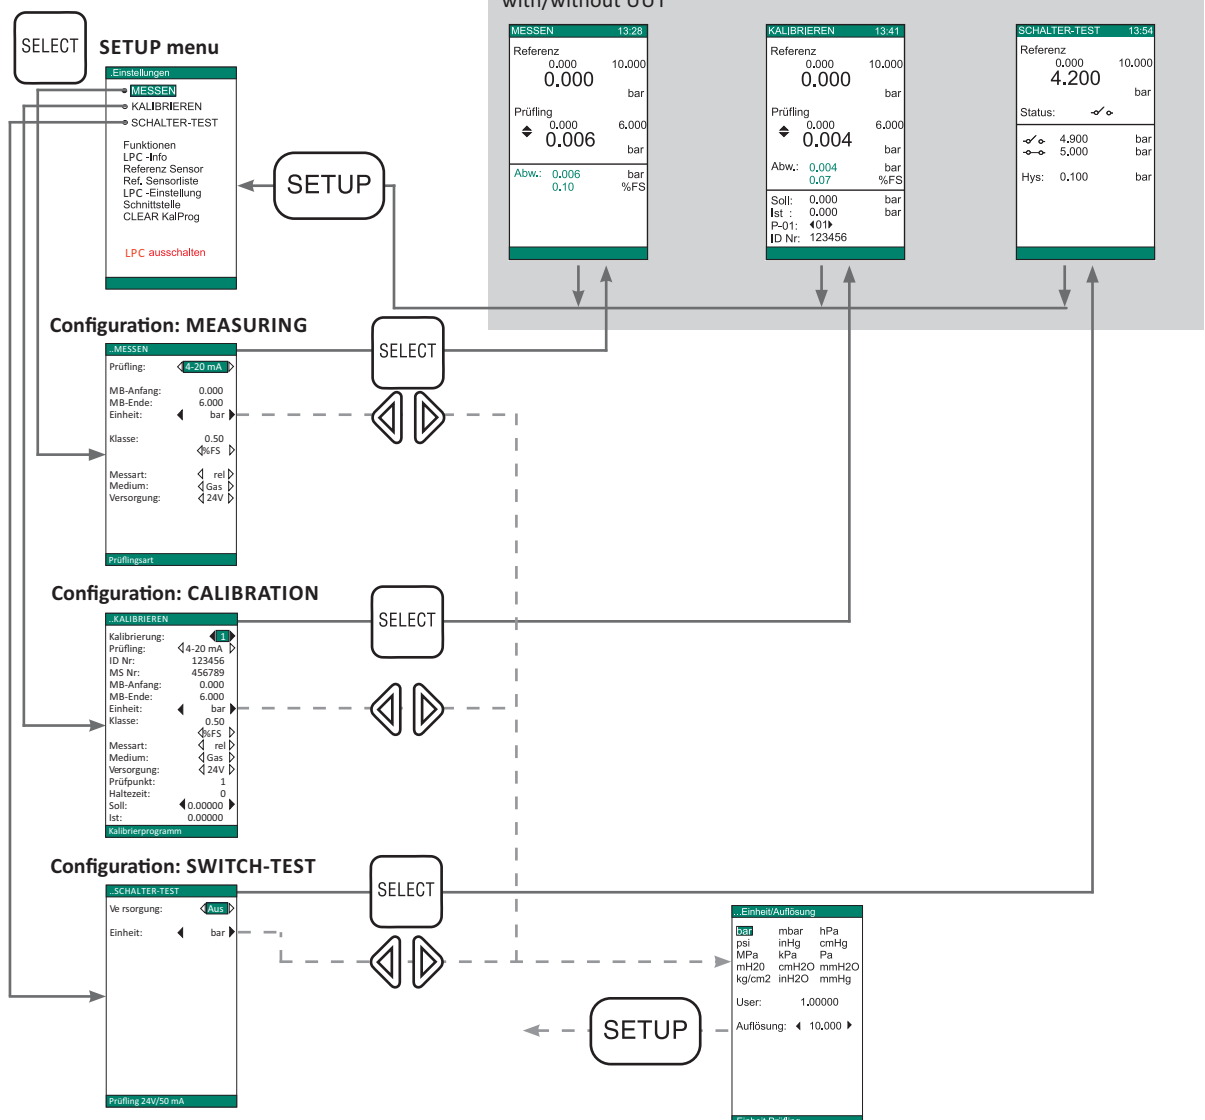 with/without UUT
SELECT
SETUP menu
.Einstellungen
MESSEN
KALIBRIEREN
SCHALTER-TEST
Funktionen
LPC -Info
Referenz Sensor
Ref. Sensorliste
LPC -Einstellung
Schnittstelle
CLEAR KalProg
LPC ausschalten
SETUP
MESSEN 13:28
Referenz
0.000 10.000
0.000
bar
Prüfling
0.000 6.000
0.006
bar
Abw.: 0.006 bar
0.10 %FS
KALIBRIEREN 13:41
Referenz
0.000 10.000
0.000
bar
Prüfling
0.000 6.000
0.004
bar
Abw.: 0.004 bar
0.07 %FS
Soll: 0.000 bar
Ist : 0.000 bar
P-01: 01
ID Nr: 123456
SCHALTER-TEST 13:54
Referenz
0.000 10.000
4.200
bar
Status:
4.900 bar
5.000 bar
Hys: 0.100 bar
Configuration: MEASURING
..MESSEN
Prüfling: 4-20 mA
MB-Anfang: 0.000
MB-Ende: 6.000
Einheit: bar
Klasse: 0.50
%FS
Messart: rel
Medium: Gas
Versorgung: 24V
Prüflingsart
SELECT
Configuration: CALIBRATION
..KALIBRIEREN
Kalibrierung: 1
Prüfling: 4-20 mA
ID Nr: 123456
MS Nr: 456789
MB-Anfang: 0.000
MB-Ende: 6.000
Einheit: bar
Klasse: 0.50
%FS
Messart: rel
Medium: Gas
Versorgung: 24V
Prüfpunkt: 1
Haltezeit: 0
Soll: 0.00000
Ist: 0.00000
Kalibrierprogramm
SELECT
Configuration: SWITCH-TEST
..SCHALTER-TEST
Ve rsorgung: Aus
Einheit: bar
Prüfling 24V/50 mA
SELECT
...Einheit/Auflösung
bar mbar hPa
psi inHg cmHg
MPa kPa Pa
mH20 cmH2O mmH2O
kg/cm2 inH2O mmHg
User: 1.00000
Auflösung: 10.000
Einheit Prüfling
SETUP